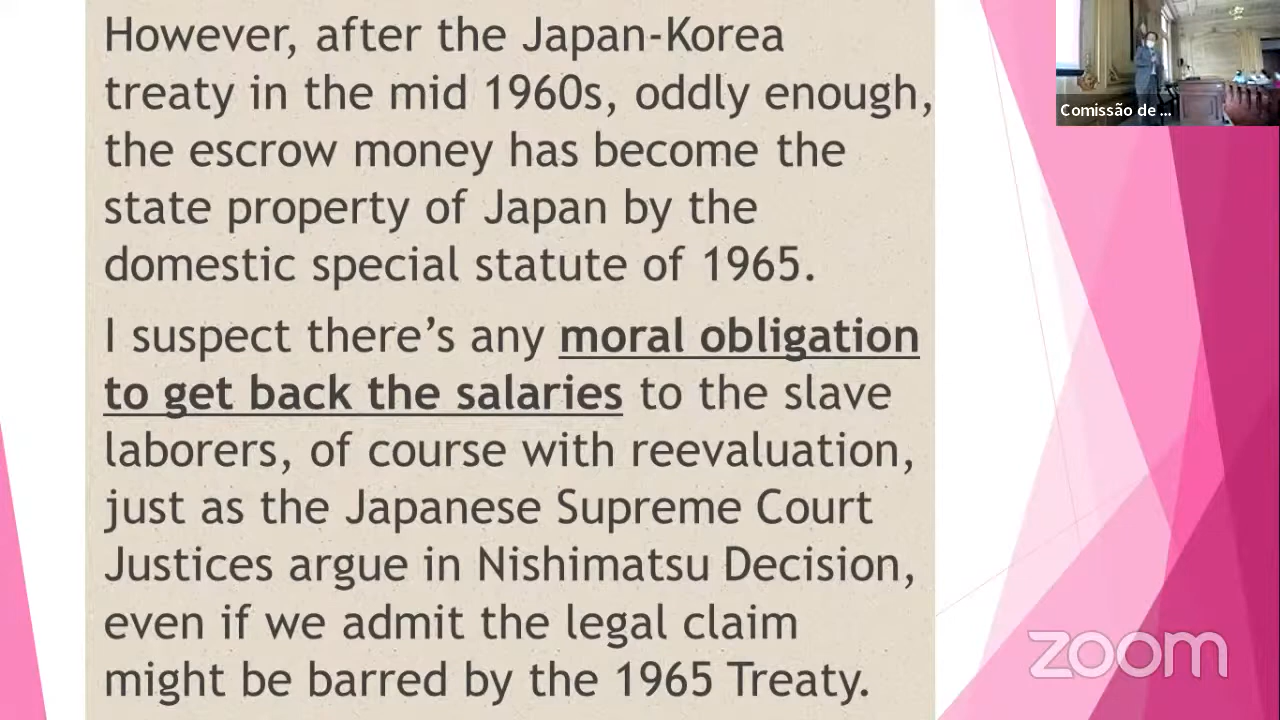 However, after the Japan-Korea
treaty in the mid 1960s, oddly enough,
the escrow money has become the
state property of Japan by the
domestic special statute of 1965.
I suspect there’s any moral obligation
to get back the salaries to the slave
laborers, of course with reevaluation,
just as the Japanese Supreme Court
Justices argue in Nishimatsu Decision,
even if we admit the legal claim
might be barred by the 1965 Treaty.
Comissão de ...
zoom